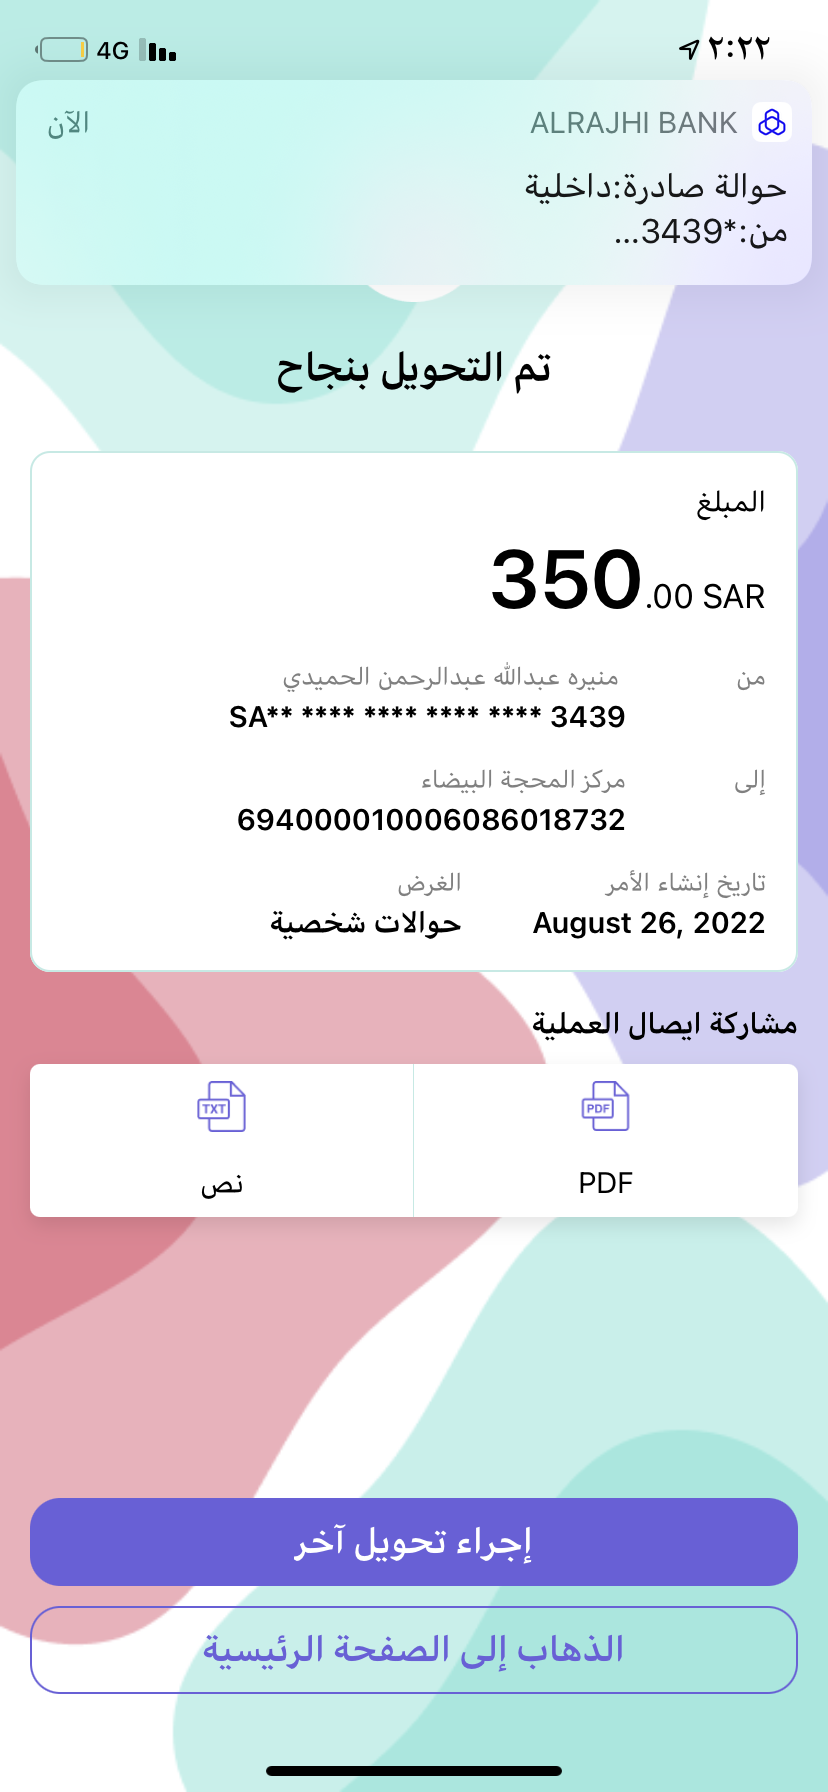 ٢:٢٢
4G
ALRAJHI BANK
الآن
حوالة صادرة:داخلية
من:*3439...
تم التحويل بنجاح
المبلغ
350.00 SAR
من
منيره عبدالله عبدالرحمن الحميدي
SA** **** **** **** **** 3439
إلى
مركز المحجة البيضاء
694000010006086018732
تاريخ إنشاء الأمر
الغرض
August 26, 2022
حوالات شخصية
مشاركة ايصال العملية
PDF
TXT
PDF
نص
إجراء تحويل آخر
الذهاب إلى الصفحة الرئيسية